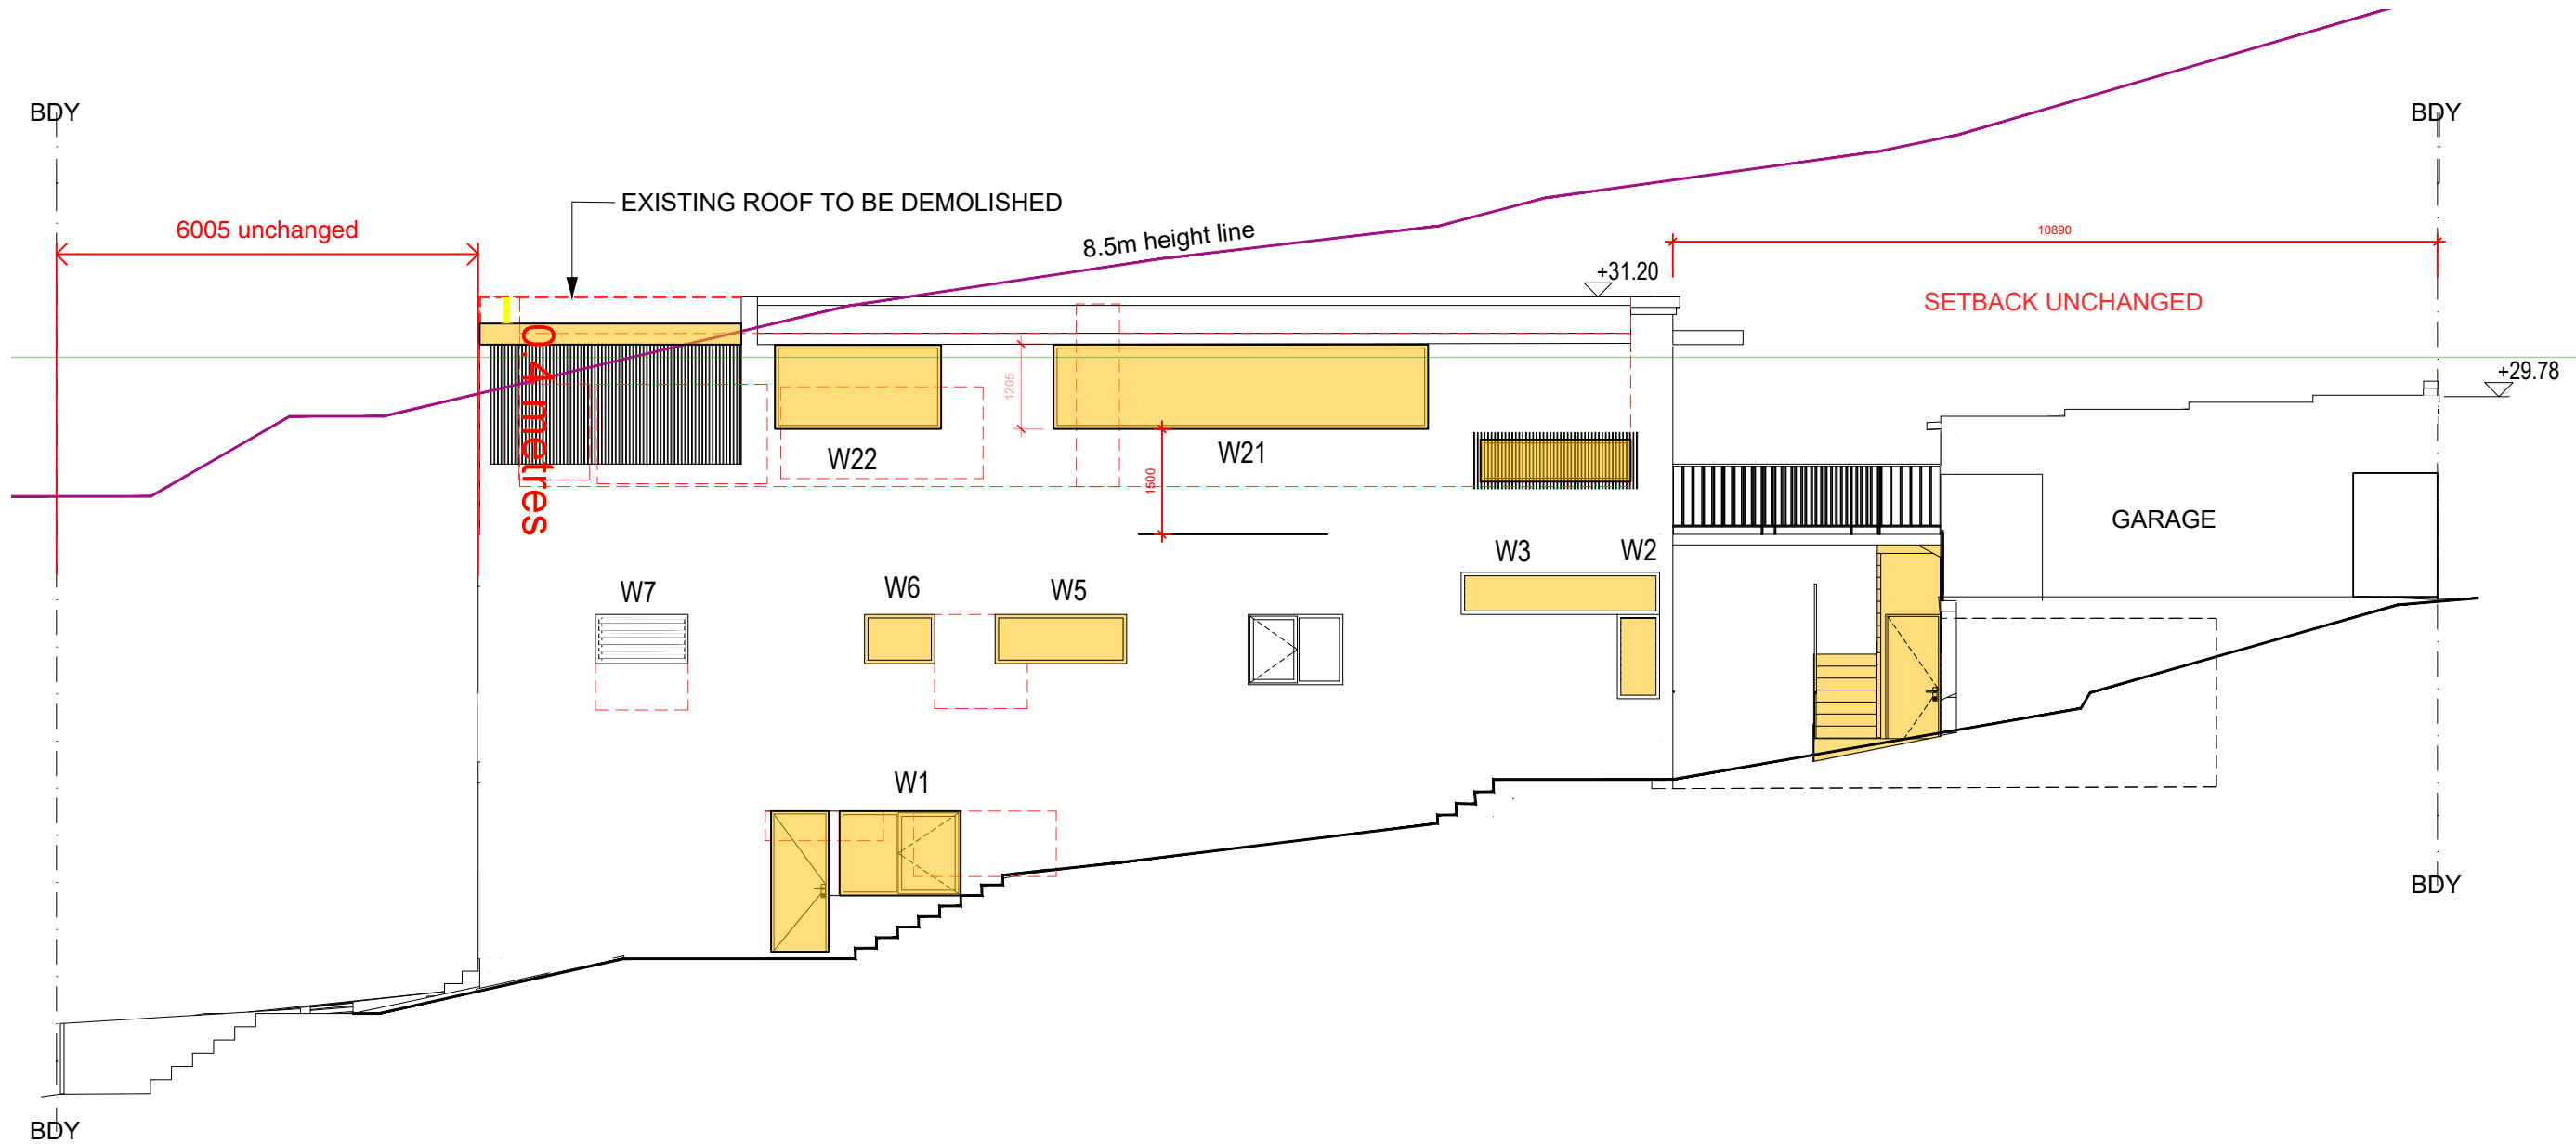 BDY
BDY
EXISTING ROOF TO BE DEMOLISHED
6005 unchanged
8.5m height line
10890
+31.20
SETBACK UNCHANGED
0.4 metres
1205
+29.78
W22
W21
1500
GARAGE
W3
W2
W7
W6
W5
W1
BDY
BDY